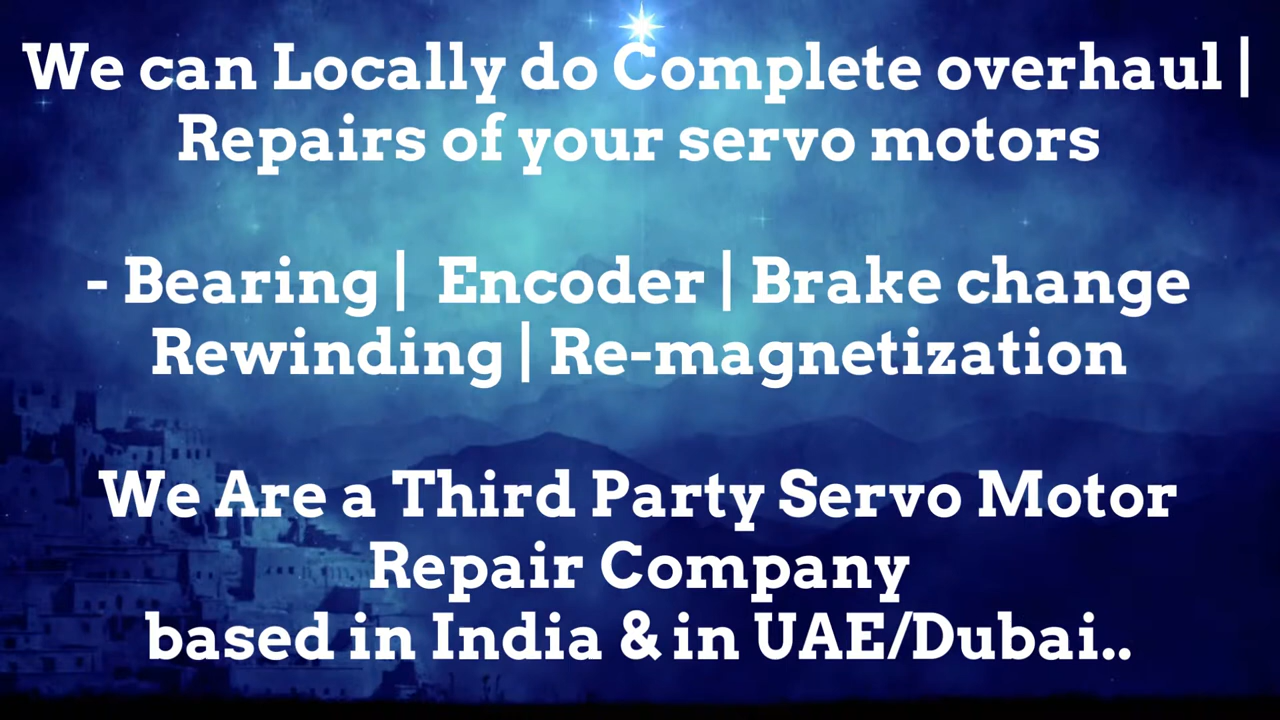 We can Locally do Complete overhaul |
Repairs of your servo motors
- Bearing | Encoder | Brake change
Rewinding | Re-magnetization
We Are a Third Party Servo Motor
Repair Company
based in India & in UAE/Dubai..